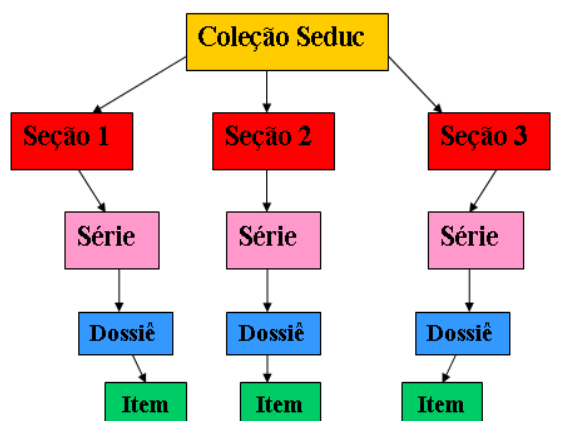 Coleção Seduc
Seção 1
Seção 2
Seção 3
Série
Série
Série
Dossiê
Dossiê
Dossiê
Item
Item
Item